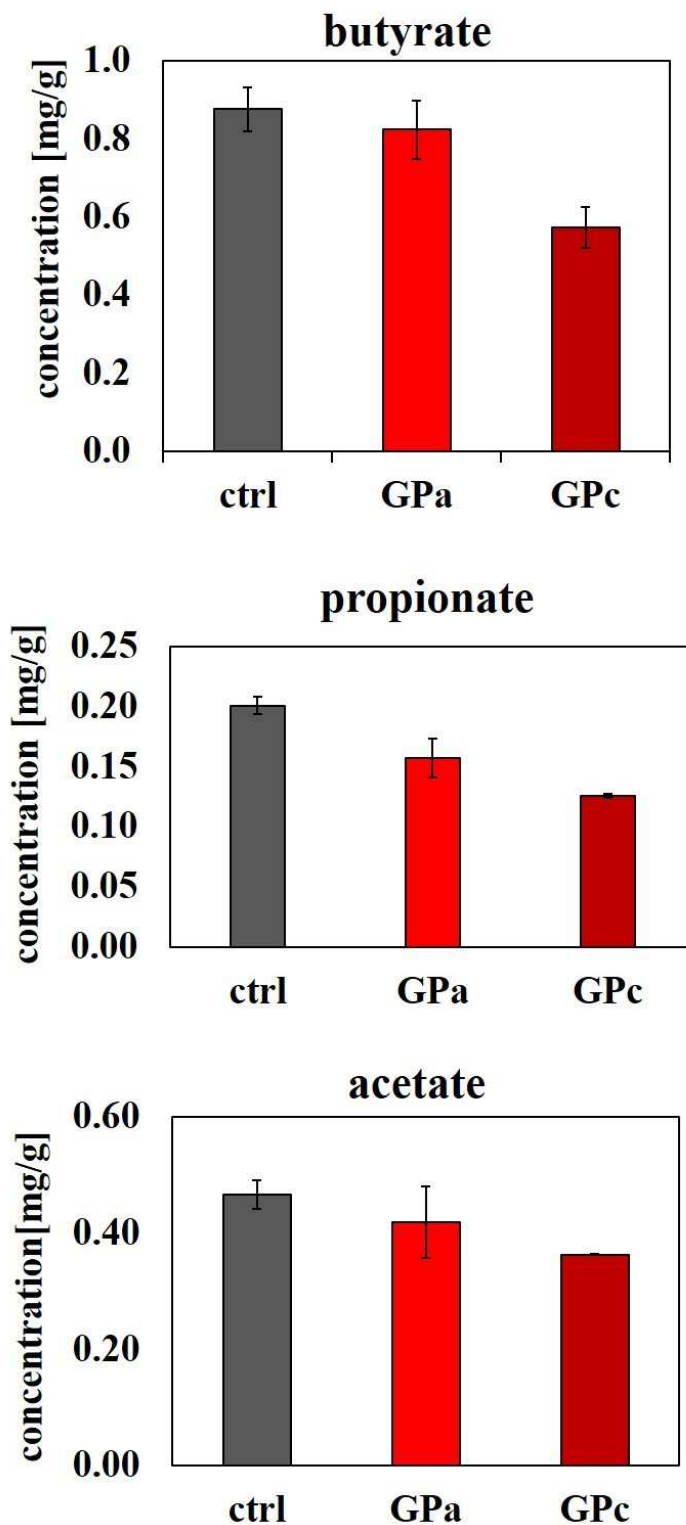 butyrate
concentration [mg/g]
1.0
0.8
0.6
0.4
0.2
0.0
ctrl GPa GPc
propionate
concentration [mg/g]
0.25
0.20
0.15
0.10
0.05
0.00
ctrl GPa GPc
acetate
concentration[mg/g]
0.60
0.40
0.20
0.00
ctrl GPa GPc